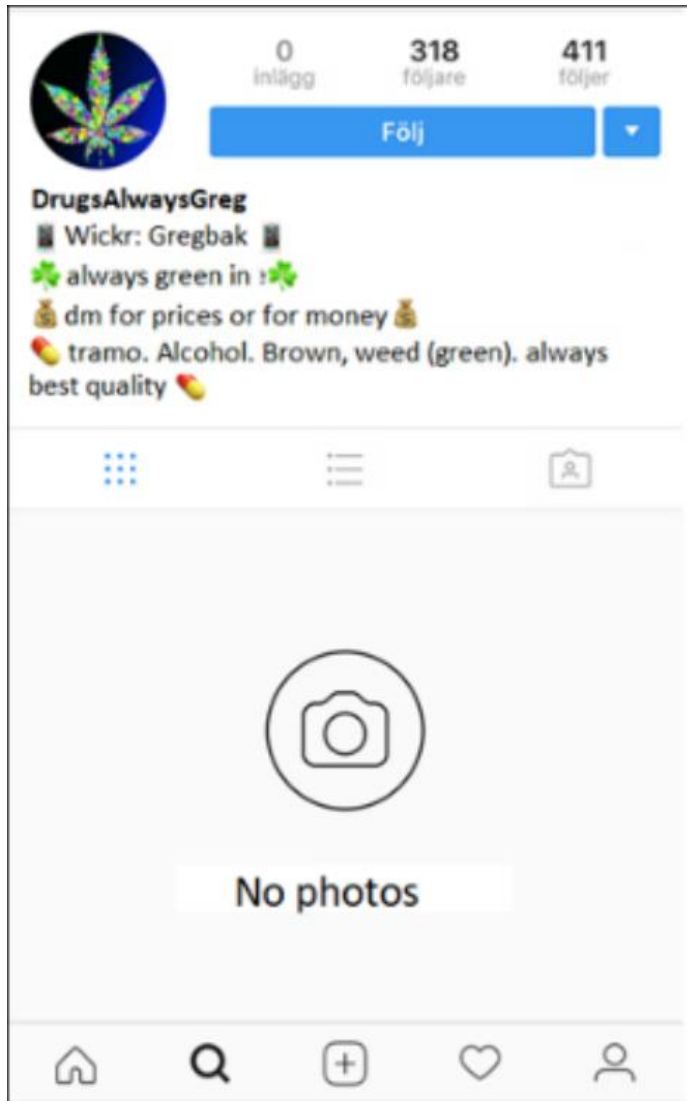 0 318 411
inlägg följare följer
Följ
DrugsAlwaysGreg
Wickr: Gregbak
always green in
dm for prices or for money
tramo. Alcohol. Brown, weed (green). always
best quality
No photos